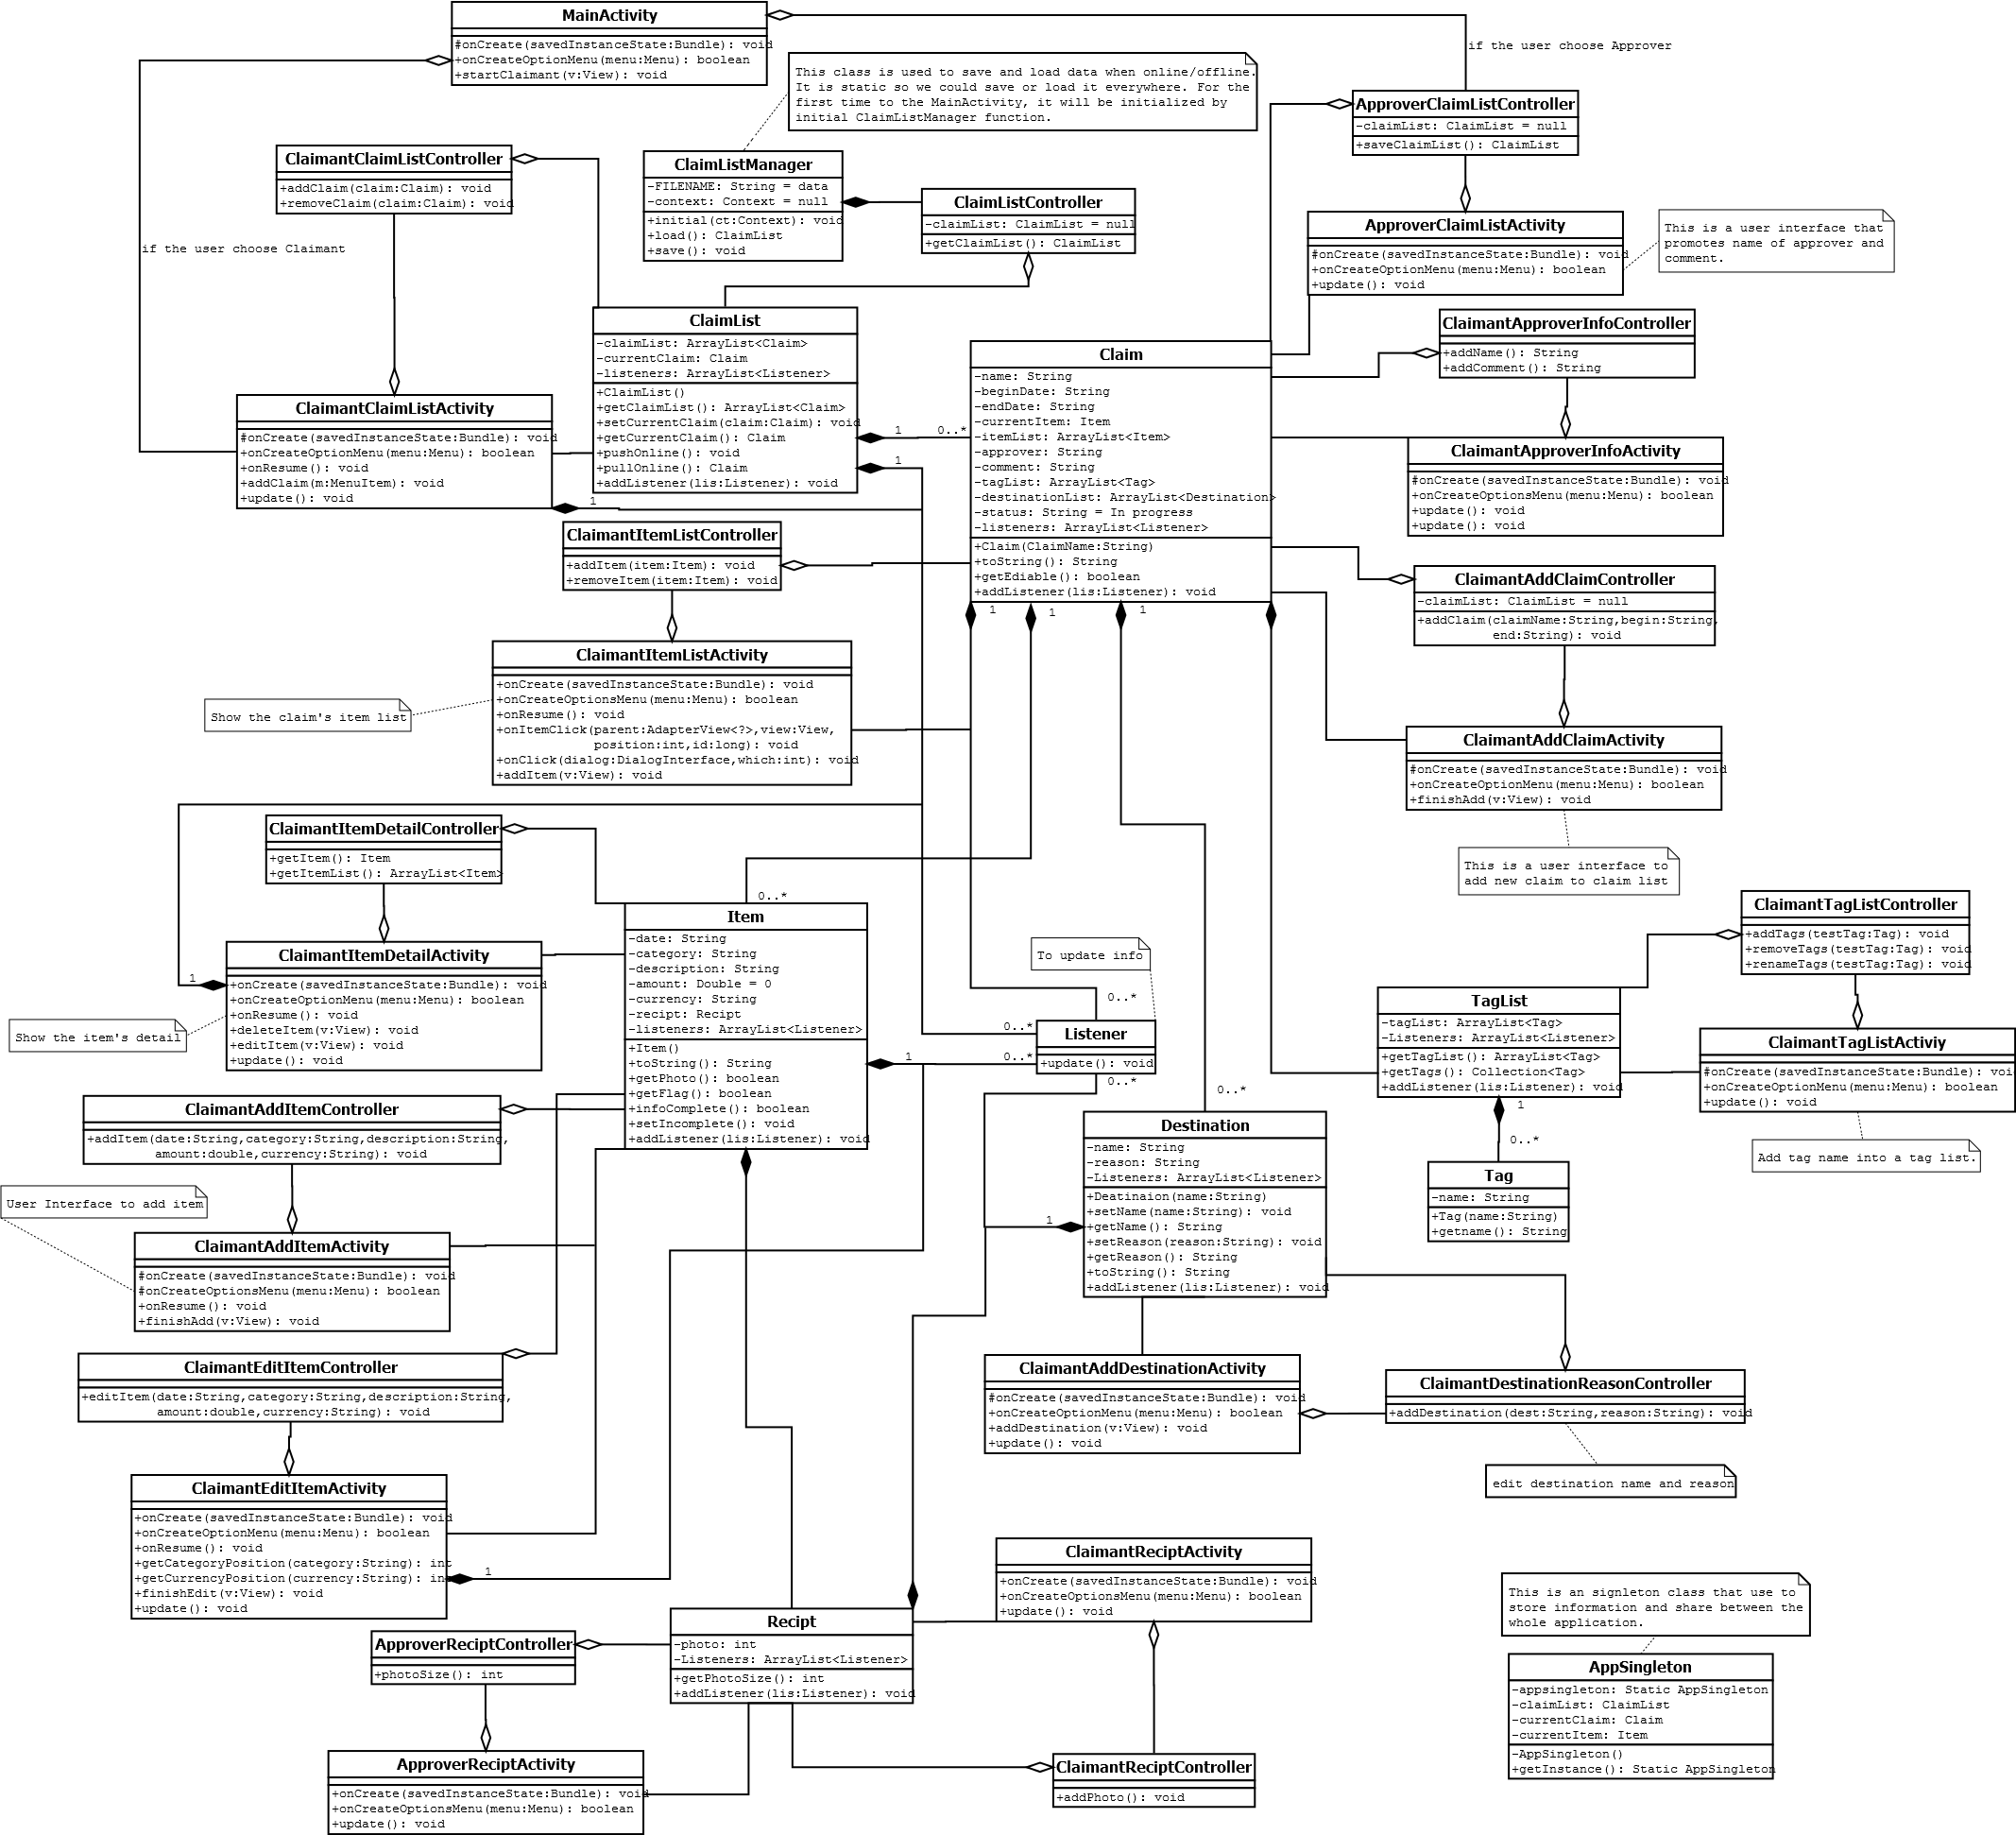 MainActivity
#onCreate(savedInstanceState:Bundle): void
+onCreateOptionMenu(menu:Menu): boolean
+startClaimant(v:View): void
if the user choose Approver
This class is used to save and load data when online/offline.
It is static so we could save or load it everywhere. For the
first time to the MainActivity, it will be initialized by
initial ClaimListManager function.
ApproverClaimListController
-claimList: ClaimList = null
+saveClaimList(): ClaimList
ClaimantClaimListController
+addClaim(claim:Claim): void
+removeClaim(claim:Claim): void
ClaimListManager
-FILENAME: String = data
-context: Context = null
+initial(ct:Context): void
+load(): ClaimList
+save(): void
ClaimListController
-claimList: ClaimList = null
+getClaimList(): ClaimList
ApproverClaimListActivity
#onCreate(savedInstanceState:Bundle): void
+onCreateOptionMenu(menu:Menu): boolean
+update(): void
This is a user interface that
promotes name of approver and
comment.
if the user choose Claimant
ClaimList
-claimList: ArrayList<Claim>
-currentClaim: Claim
-listeners: ArrayList<Listener>
+ClaimList()
+getClaimList(): ArrayList<Claim>
+setCurrentClaim(claim:Claim): void
+getCurrentClaim(): Claim
+pushOnline(): void
+pullOnline(): Claim
+addListener(lis:Listener): void
1
0..*
1
Claim
-name: String
-beginDate: String
-endDate: String
-currentItem: Item
-itemList: ArrayList<Item>
-approver: String
-comment: String
-tagList: ArrayList<Tag>
-destinationList: ArrayList<Destination>
-status: String = In progress
-listeners: ArrayList<Listener>
+Claim(ClaimName:String)
+toString(): String
+getEdiable(): boolean
+addListener(lis:Listener): void
1
1
1
ClaimantApproverInfoController
+addName(): String
+addComment(): String
ClaimantClaimListActivity
#onCreate(savedInstanceState:Bundle): void
+onCreateOptionMenu(menu:Menu): boolean
+onResume(): void
+addClaim(m:MenuItem): void
+update(): void
1
ClaimantApproverInfoActivity
#onCreate(savedInstanceState:Bundle): void
+onCreateOptionsMenu(menu:Menu): boolean
+update(): void
+update(): void
ClaimantItemListController
+addItem(item:Item): void
+removeItem(item:Item): void
ClaimantAddClaimController
-claimList: ClaimList = null
+addClaim(claimName:String,begin:String,
end:String): void
ClaimantItemListActivity
+onCreate(savedInstanceState:Bundle): void
+onCreateOptionsMenu(menu:Menu): boolean
+onResume(): void
+onItemClick(parent:AdapterView<?>,view:View,
position:int,id:long): void
+onClick(dialog:DialogInterface,which:int): void
+addItem(v:View): void
Show the claim's item list
ClaimantAddClaimActivity
#onCreate(savedInstanceState:Bundle): void
+onCreateOptionMenu(menu:Menu): boolean
+finishAdd(v:View): void
This is a user interface to
add new claim to claim list
ClaimantItemDetailController
+getItem(): Item
+getItemList(): ArrayList<Item>
0..*
Item
-date: String
-category: String
-description: String
-amount: Double = 0
-currency: String
-recipt: Recipt
-listeners: ArrayList<Listener>
+Item()
+toString(): String
+getPhoto(): boolean
+getFlag(): boolean
+infoComplete(): boolean
+setIncomplete(): void
+addListener(lis:Listener): void
1
ClaimantTagListController
+addTags(testTag:Tag): void
+removeTags(testTag:Tag): void
+renameTags(testTag:Tag): void
ClaimantItemDetailActivity
+onCreate(savedInstanceState:Bundle): void
+onCreateOptionMenu(menu:Menu): boolean
+onResume(): void
+deleteItem(v:View): void
+editItem(v:View): void
+update(): void
1
Show the item's detail
To update info
0..*
0..*
0..*
0..*
Listener
+update(): void
TagList
-tagList: ArrayList<Tag>
-Listeners: ArrayList<Listener>
+getTagList(): ArrayList<Tag>
+getTags(): Collection<Tag>
+addListener(lis:Listener): void
1
0..*
ClaimantTagListActiviy
#onCreate(savedInstanceState:Bundle): void
+onCreateOptionMenu(menu:Menu): boolean
+update(): void
Add tag name into a tag list.
ClaimantAddItemController
+addItem(date:String,category:String,description:String,
amount:double,currency:String): void
0..*
Destination
-name: String
-reason: String
-Listeners: ArrayList<Listener>
+Deatinaion(name:String)
+setName(name:String): void
+getName(): String
+setReason(reason:String): void
+getReason(): String
+toString(): String
+addListener(lis:Listener): void
1
Tag
-name: String
+Tag(name:String)
+getname(): String
User Interface to add item
ClaimantAddItemActivity
#onCreate(savedInstanceState:Bundle): void
#onCreateOptionsMenu(menu:Menu): boolean
+onResume(): void
+finishAdd(v:View): void
ClaimantEditItemController
+editItem(date:String,category:String,description:String,
amount:double,currency:String): void
ClaimantAddDestinationActivity
#onCreate(savedInstanceState:Bundle): void
+onCreateOptionMenu(menu:Menu): boolean
+addDestination(v:View): void
+update(): void
ClaimantDestinationReasonController
+addDestination(dest:String,reason:String): void
edit destination name and reason
ClaimantEditItemActivity
+onCreate(savedInstanceState:Bundle): void
+onCreateOptionMenu(menu:Menu): boolean
+onResume(): void
+getCategoryPosition(category:String): int
+getCurrencyPosition(currency:String): int
+finishEdit(v:View): void
+update(): void
1
ClaimantReciptActivity
+onCreate(savedInstanceState:Bundle): void
+onCreateOptionsMenu(menu:Menu): boolean
+update(): void
This is an signleton class that use to
store information and share between the
whole application.
Recipt
-photo: int
-Listeners: ArrayList<Listener>
+getPhotoSize(): int
+addListener(lis:Listener): void
ApproverReciptController
+photoSize(): int
AppSingleton
-appsingleton: Static AppSingleton
-claimList: ClaimList
-currentClaim: Claim
-currentItem: Item
-AppSingleton()
+getInstance(): Static AppSingleton
ApproverReciptActivity
+onCreate(savedInstanceState:Bundle): void
+onCreateOptionsMenu(menu:Menu): boolean
+update(): void
ClaimantReciptController
+addPhoto(): void